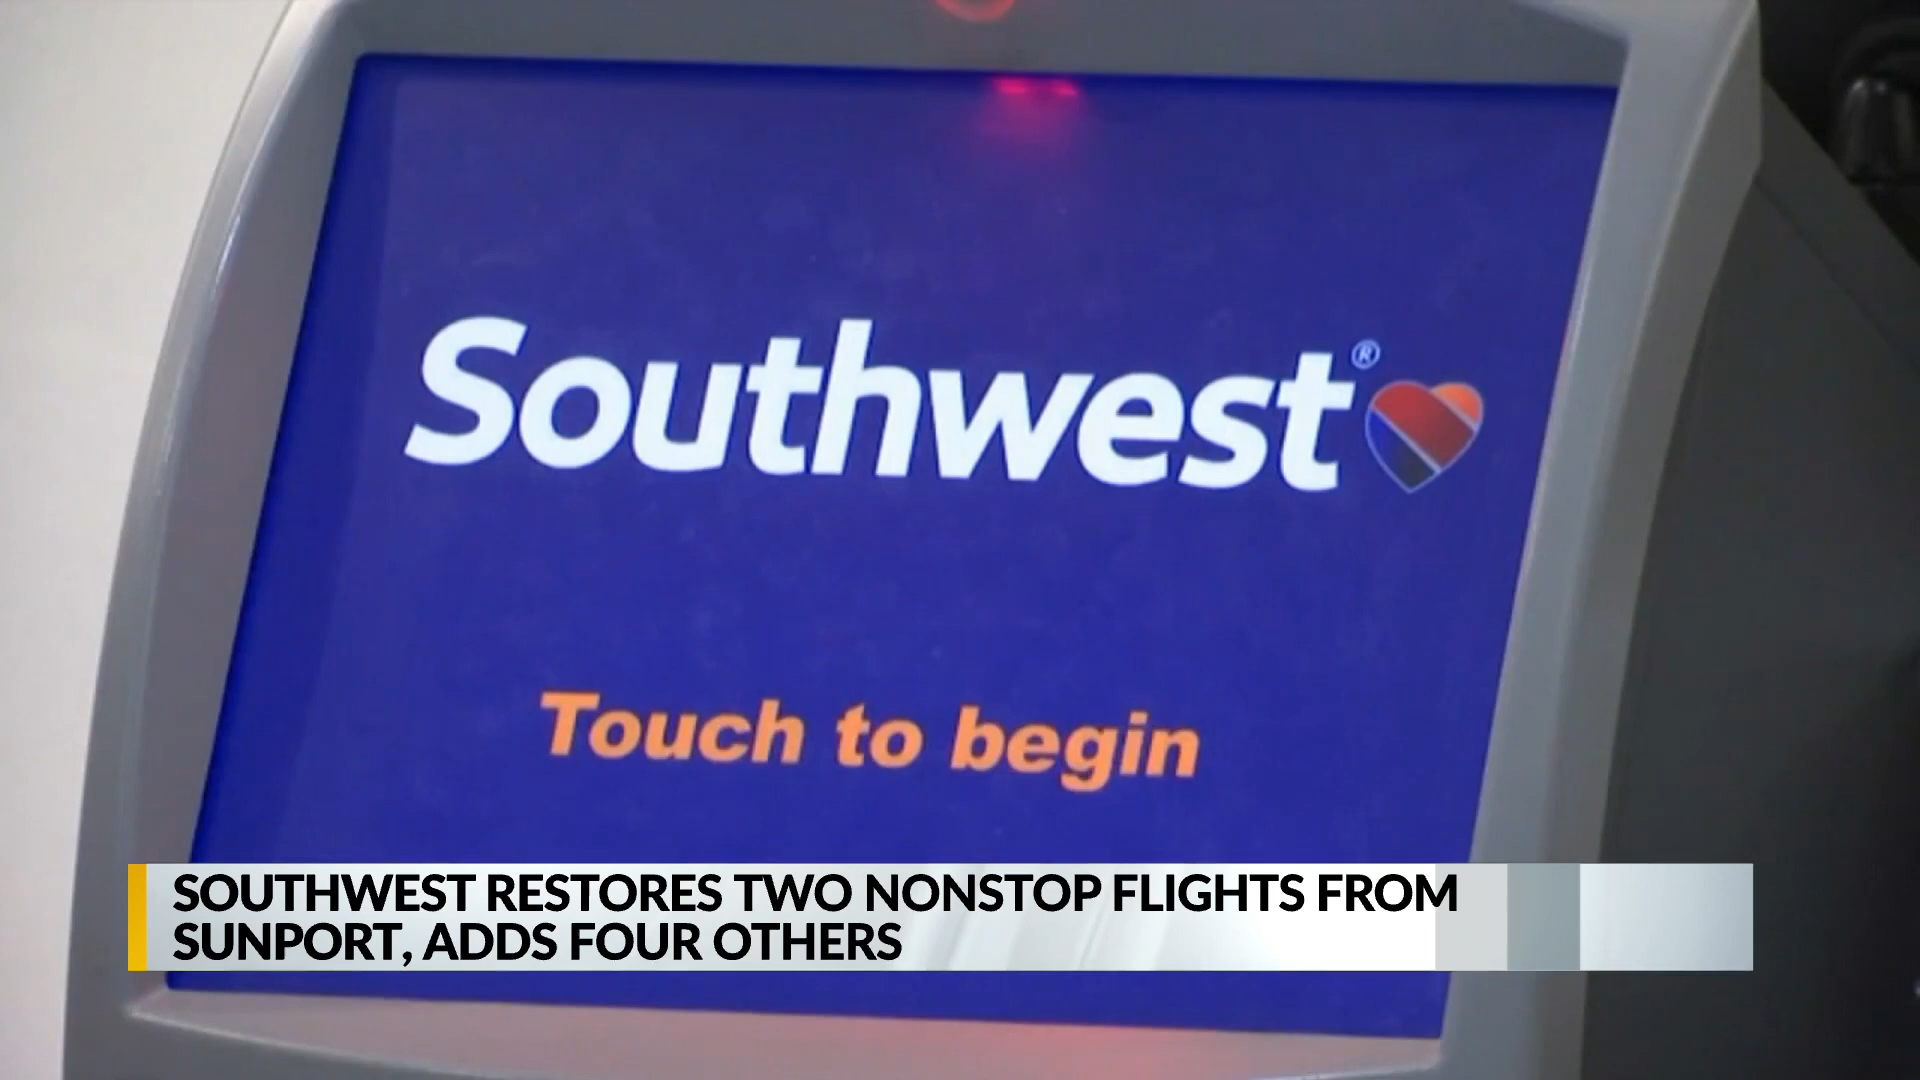 Southwest®
Touch to begin
SOUTHWEST RESTORES TWO NONSTOP FLIGHTS FROM
SUNPORT, ADDS FOUR OTHERS